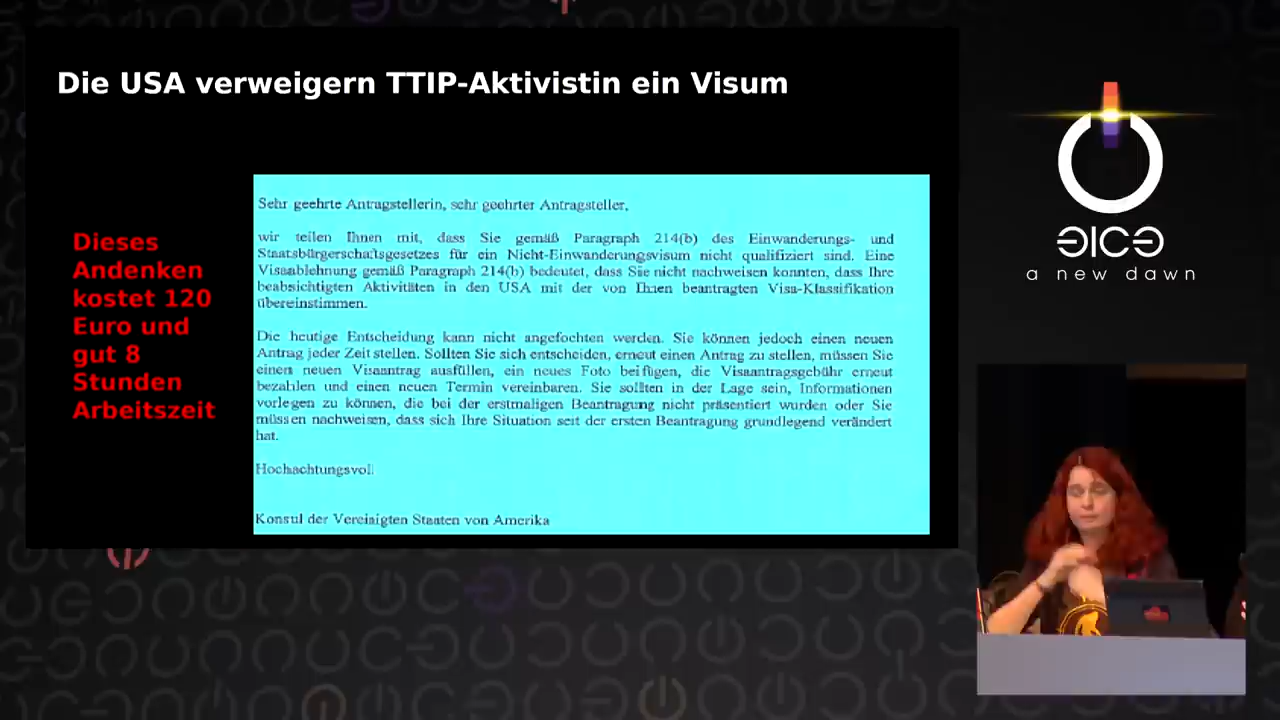 Die USA verweigern TTIP-Aktivistin ein Visum
Dieses
Andenken
kostet 120
Euro und
gut 8
Stunden
Arbeitszeit
Sehr geehrte Antragstellerin, sehr geehrter Antragsteller,
wir teilen Ihnen mit, dass Sie gemäß Paragraph 214(b) des Einwanderungs- und
Staatsbürgerschaftsgesetzes für ein Nicht-Einwanderungsvisum nicht qualifiziert sind. Eine
Visaablehnung gemäß Paragraph 214(b) bedeutet, dass Sie nicht nachweisen konnten, dass Ihre
beabsichtigten Aktivitäten in den USA mit der von Ihnen beantragten Visa-Klassifikation
übereinstimmen.
Die heutige Entscheidung kann nicht angefochten werden. Sie können jedoch einen neuen
Antrag jeder Zeit stellen. Sollten Sie sich entscheiden, erneut einen Antrag zu stellen, müssen Sie
einen neuen Visaantrag ausfüllen, ein neues Foto beifügen, die Visaantragsgebühr erneut
bezahlen und einen neuen Termin vereinbaren. Sie sollten in der Lage sein, Informationen
vorlegen zu können, die bei der erstmaligen Beantragung nicht präsentiert wurden oder Sie
müssen nachweisen, dass sich Ihre Situation seit der ersten Beantragung grundlegend verändert
hat.
Hochachtungsvoll
Konsul der Vereinigten Staaten von Amerika
a new dawn